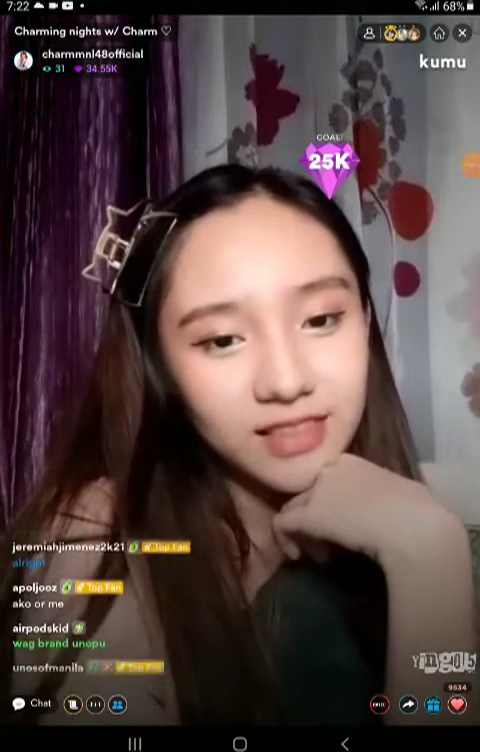 7:22
68%
Charming nights w/ Charm ♡
charmmnl48official
31 34.55K
kumu
GOAL:
25K
jeremiahjimenez2k21 Top Fan
alright
apoljooz Top Fan
ako or me
airpodskid
wag brand unopu
unosofmanila Top Fan
9534
Chat